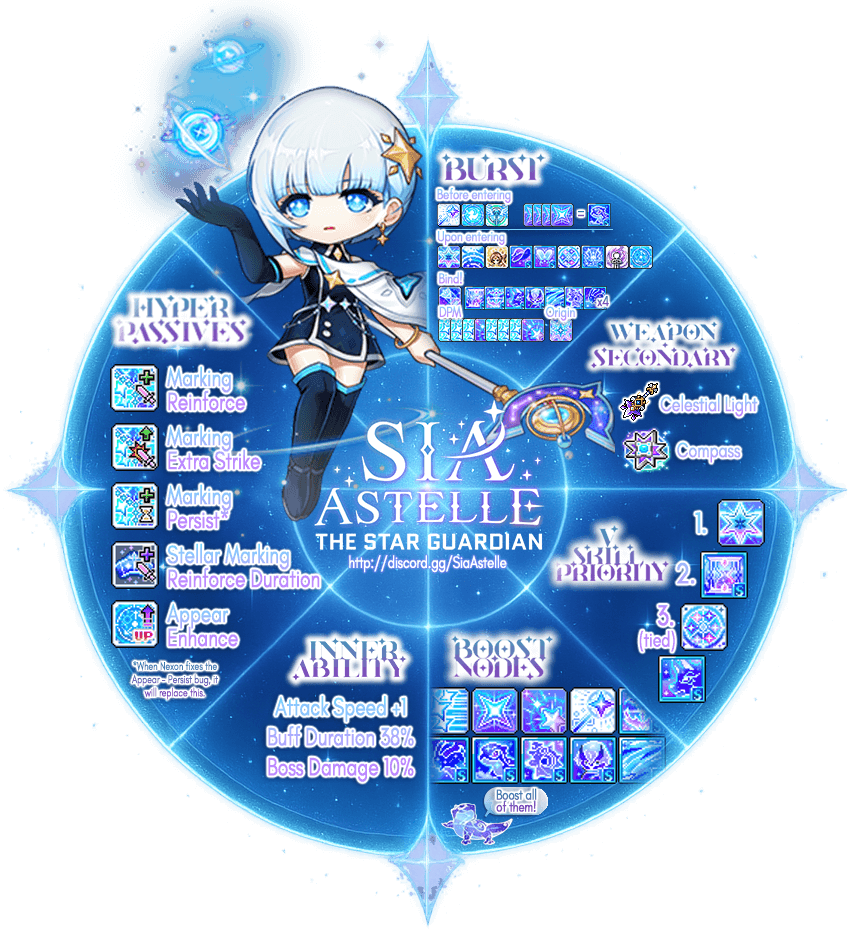 BURST
Before entering
=
Upon entering
Bind!
x4
DPM
Origin
HYPER
PASSIVES
Marking
Reinforce
Marking
Extra Strike
Marking
Persist*
Stellar Marking
Reinforce Duration
UP
Appear
Enhance
*When Nexon fixes the
Appear - Persist bug, it
will replace this.
WEAPON
SECONDARY
Celestial Light
Compass
SIA
ASTELLE
THE STAR GUARDIAN
http://discord.gg/SiaAstelle
V
SKILL
PRIORITY
1.
2.
S
3.
(tied)
S
INNER
ABILITY
Attack Speed +1
Buff Duration 38%
Boss Damage 10%
BOOST
NODES
S
S
S
S
Boost all
of them!